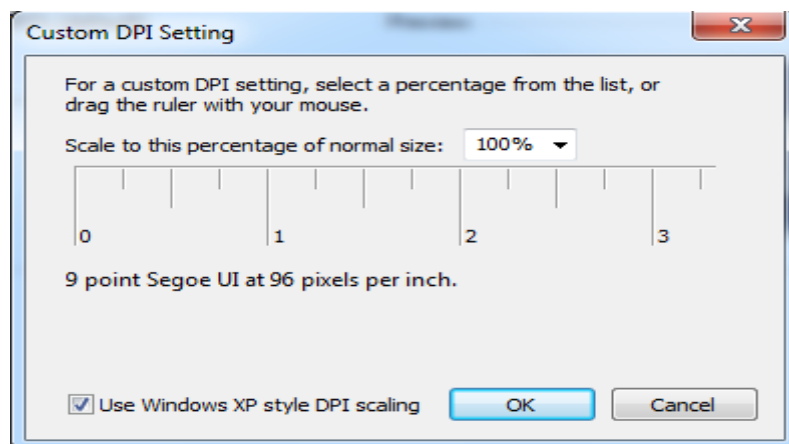 Custom DPI Setting
For a custom DPI setting, select a percentage from the list, or
drag the ruler with your mouse.
Scale to this percentage of normal size: 100%
0 1 2 3
9 point Segoe UI at 96 pixels per inch.
Use Windows XP style DPI scaling OK Cancel